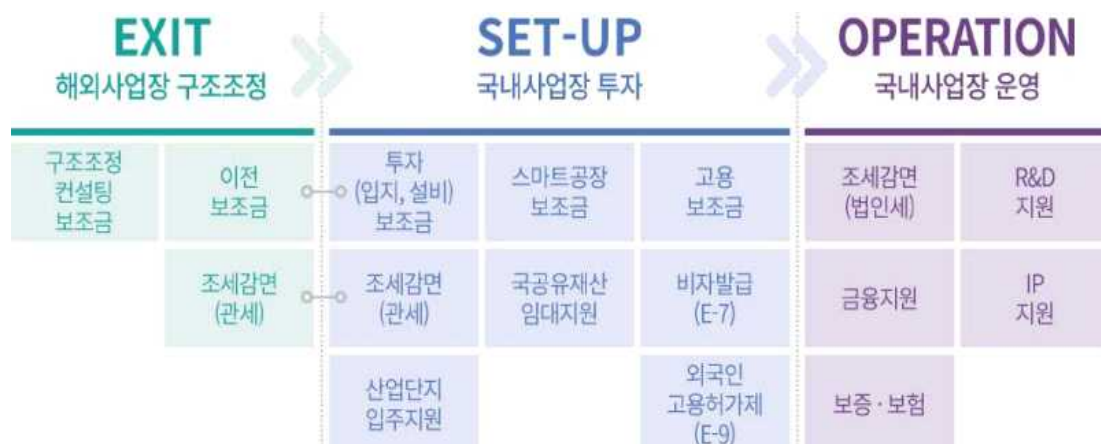 EXIT
해외사업장 구조조정
SET-UP
국내사업장 투자
OPERATION
국내사업장 운영
구조조정
컨설팅
보조금
이전
보조금
투자
(입지, 설비)
보조금
스마트공장
보조금
고용
보조금
조세감면
(법인세)
R&D
지원
조세감면
(관세)
조세감면
(관세)
국공유재산
임대지원
비자발급
(E-7)
금융지원
IP
지원
산업단지
입주지원
외국인
고용허가제
(E-9)
보증·보험